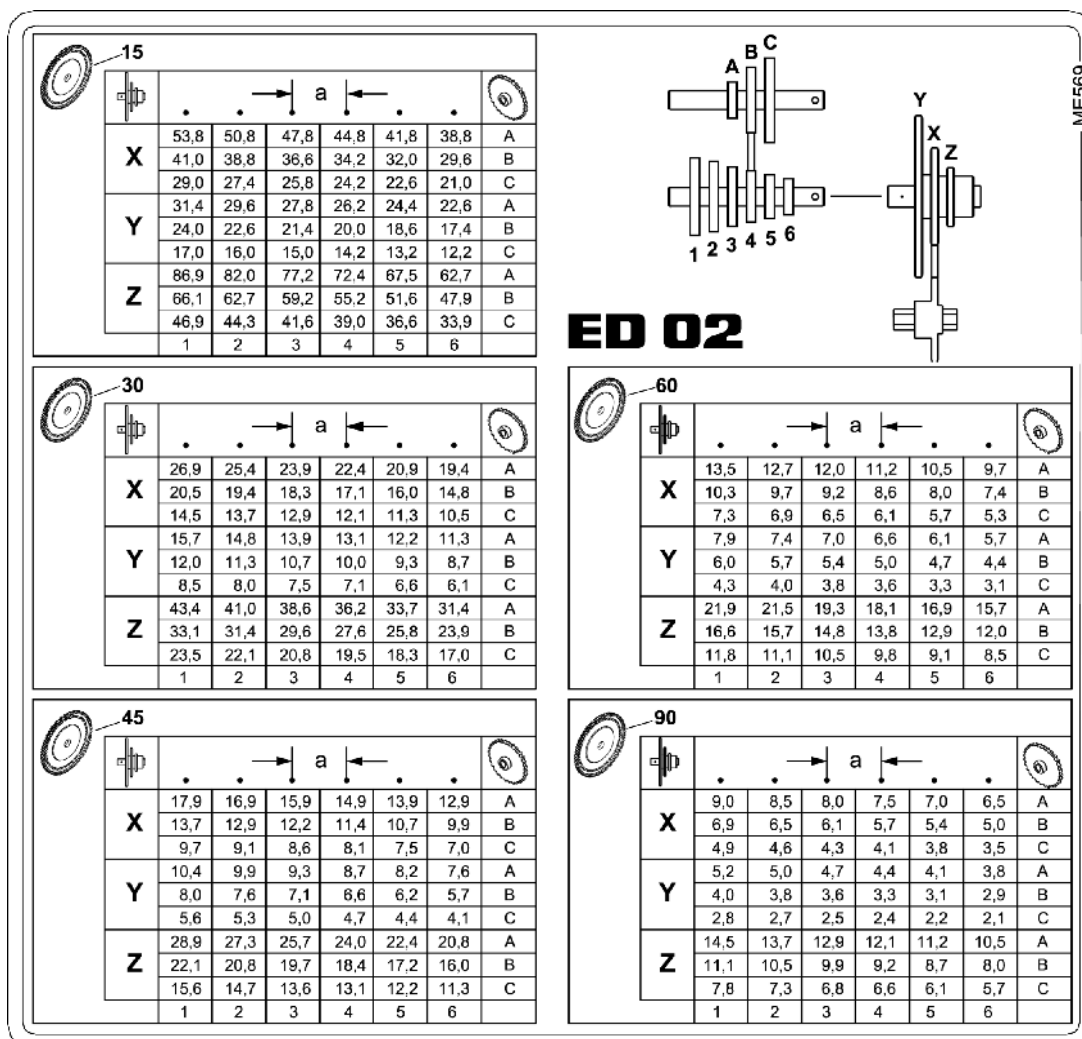 15
a
X 53,8 50,8 47,8 44,8 41,8 38,8 A
41,0 38,8 36,6 34,2 32,0 29,6 B
29,0 27,4 25,8 24,2 22,6 21,0 C
Y 31,4 29,6 27,8 26,2 24,4 22,6 A
24,0 22,6 21,4 20,0 18,6 17,4 B
17,0 16,0 15,0 14,2 13,2 12,2 C
Z 86,9 82,0 77,2 72,4 67,5 62,7 A
66,1 62,7 59,2 55,2 51,6 47,9 B
46,9 44,3 41,6 39,0 36,6 33,9 C
1 2 3 4 5 6
A B C
1 2 3 4 5 6
Y X Z
ME569
ED 02
30
a
X 26,9 25,4 23,9 22,4 20,9 19,4 A
20,5 19,4 18,3 17,1 16,0 14,8 B
14,5 13,7 12,9 12,1 11,3 10,5 C
Y 15,7 14,8 13,9 13,1 12,2 11,3 A
12,0 11,3 10,7 10,0 9,3 8,7 B
8,5 8,0 7,5 7,1 6,6 6,1 C
Z 43,4 41,0 38,6 36,2 33,7 31,4 A
33,1 31,4 29,6 27,6 25,8 23,9 B
23,5 22,1 20,8 19,5 18,3 17,0 C
1 2 3 4 5 6
60
a
X 13,5 12,7 12,0 11,2 10,5 9,7 A
10,3 9,7 9,2 8,6 8,0 7,4 B
7,3 6,9 6,5 6,1 5,7 5,3 C
Y 7,9 7,4 7,0 6,6 6,1 5,7 A
6,0 5,7 5,4 5,0 4,7 4,4 B
4,3 4,0 3,8 3,6 3,3 3,1 C
Z 21,9 21,5 19,3 18,1 16,9 15,7 A
16,6 15,7 14,8 13,8 12,9 12,0 B
11,8 11,1 10,5 9,8 9,1 8,5 C
1 2 3 4 5 6
45
a
X 17,9 16,9 15,9 14,9 13,9 12,9 A
13,7 12,9 12,2 11,4 10,7 9,9 B
9,7 9,1 8,6 8,1 7,5 7,0 C
Y 10,4 9,9 9,3 8,7 8,2 7,6 A
8,0 7,6 7,1 6,6 6,2 5,7 B
5,6 5,3 5,0 4,7 4,4 4,1 C
Z 28,9 27,3 25,7 24,0 22,4 20,8 A
22,1 20,8 19,7 18,4 17,2 16,0 B
15,6 14,7 13,6 13,1 12,2 11,3 C
1 2 3 4 5 6
90
a
X 9,0 8,5 8,0 7,5 7,0 6,5 A
6,9 6,5 6,1 5,7 5,4 5,0 B
4,9 4,6 4,3 4,1 3,8 3,5 C
Y 5,2 5,0 4,7 4,4 4,1 3,8 A
4,0 3,8 3,6 3,3 3,1 2,9 B
2,8 2,7 2,5 2,4 2,2 2,1 C
Z 14,5 13,7 12,9 12,1 11,2 10,5 A
11,1 10,5 9,9 9,2 8,7 8,0 B
7,8 7,3 6,8 6,6 6,1 5,7 C
1 2 3 4 5 6